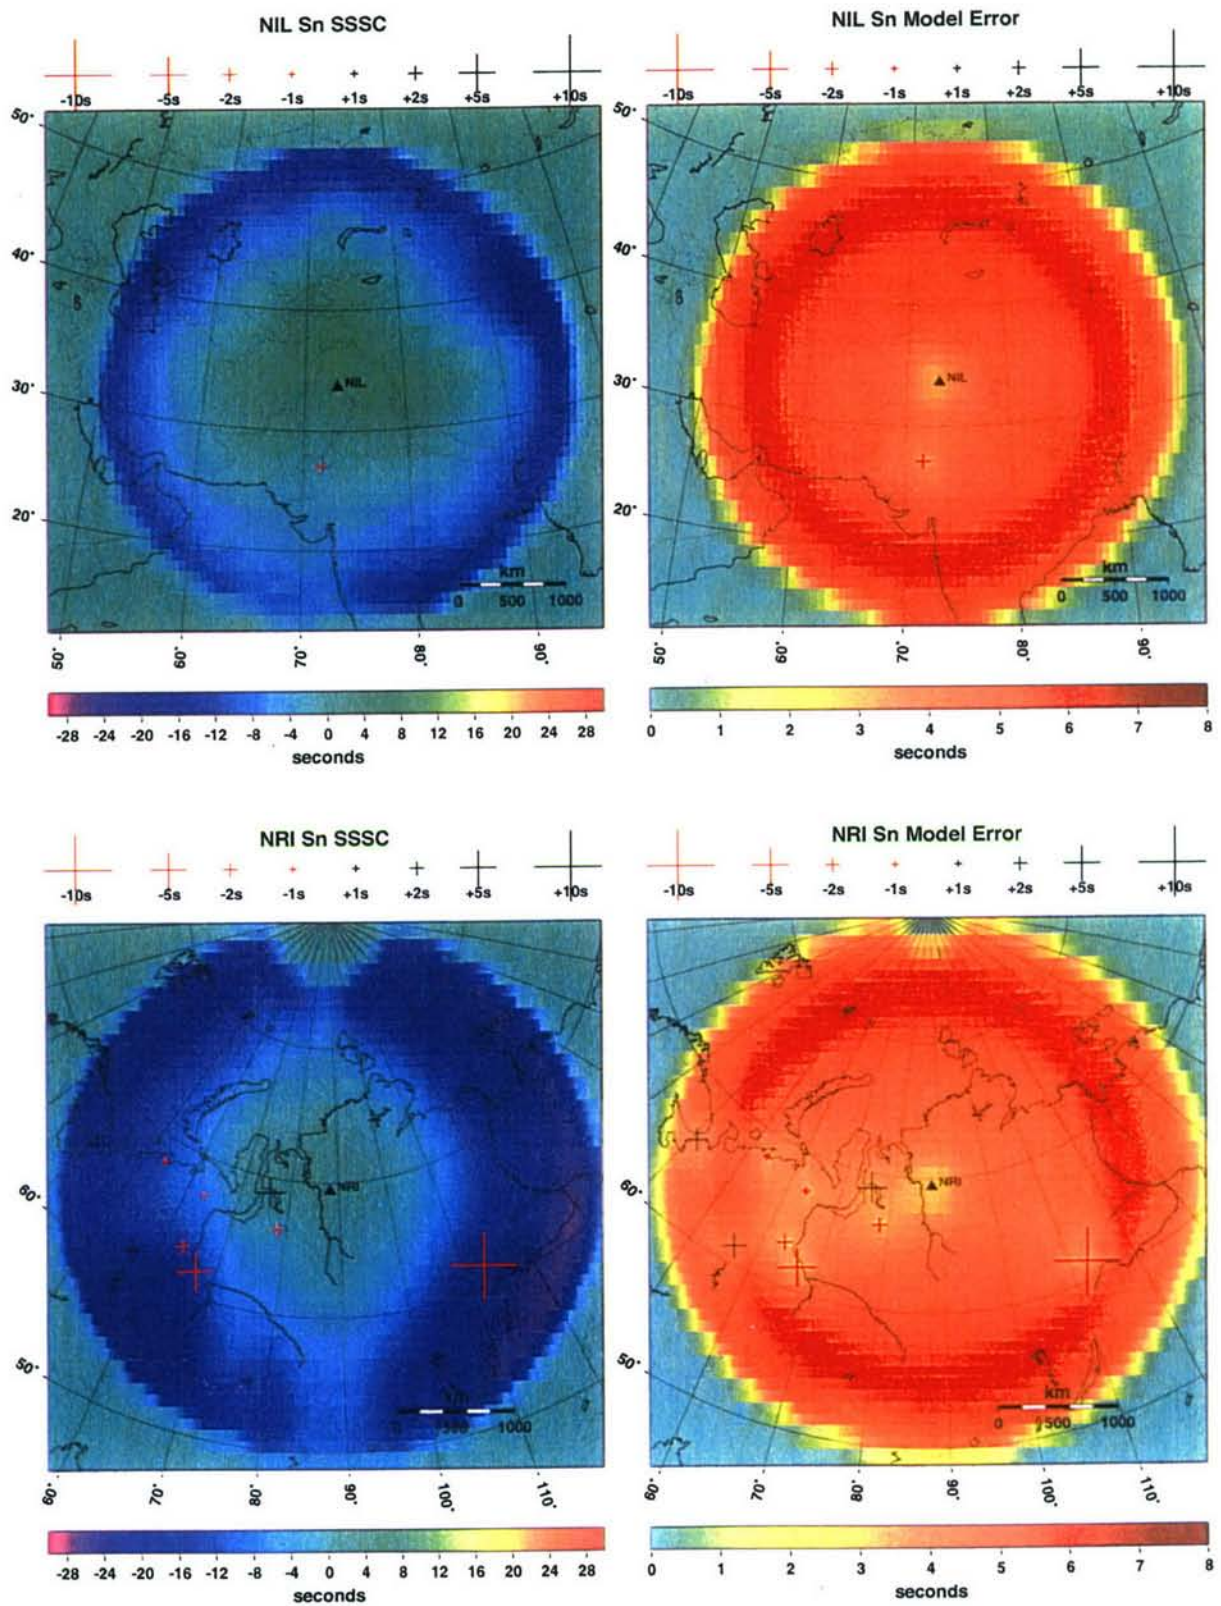 NIL Sn SSSC
-10s -5s -2s -1s +1s +2s +5s +10s
50°
40°
30°
20°
NIL
km
0 500 1000
50° 60° 70° 80° 90°
-28 -24 -20 -16 -12 -8 -4 0 4 8 12 16 20 24 28
seconds
NIL Sn Model Error
-10s -5s -2s -1s +1s +2s +5s +10s
50°
40°
30°
20°
NIL
km
0 500 1000
50° 60° 70° 80° 90°
0 1 2 3 4 5 6 7 8
seconds
NRI Sn SSSC
-10s -5s -2s -1s +1s +2s +5s +10s
60°
50°
NRI
km
0 500 1000
60° 70° 80° 90° 100° 110°
-28 -24 -20 -16 -12 -8 -4 0 4 8 12 16 20 24 28
seconds
NRI Sn Model Error
-10s -5s -2s -1s +1s +2s +5s +10s
60°
50°
NRI
km
0 500 1000
60° 70° 80° 90° 100° 110°
0 1 2 3 4 5 6 7 8
seconds